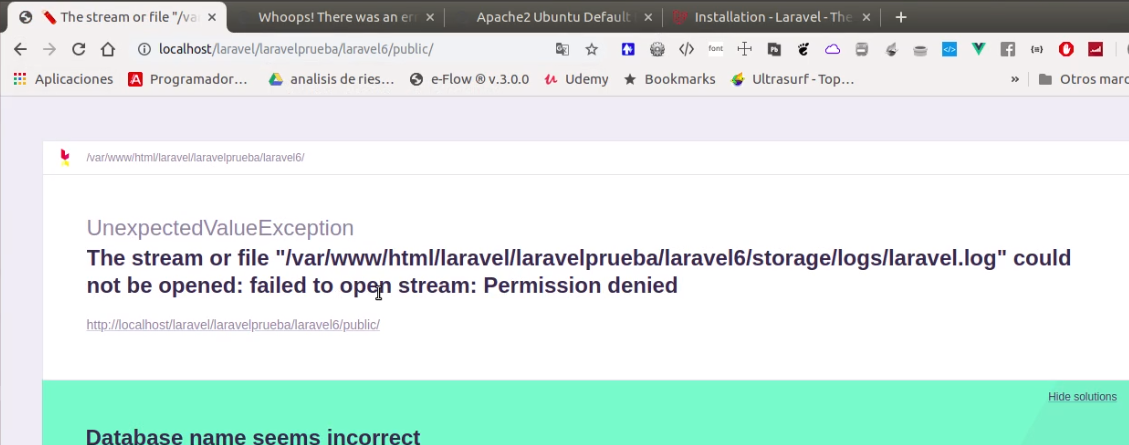 The stream or file "/va
Whoops! There was an err
Apache2 Ubuntu Default
Installation - Laravel - The
localhost/laravel/laravelprueba/laravel6/public/
font
Aplicaciones
Programador...
analisis de ries...
e-Flow ® v.3.0.0
Udemy
Bookmarks
Ultrasurf - Top...
»
Otros marc
/var/www/html/laravel/laravelprueba/laravel6/
UnexpectedValueException
The stream or file "/var/www/html/laravel/laravelprueba/laravel6/storage/logs/laravel.log" could
not be opened: failed to open stream: Permission denied
http://localhost/laravel/laravelprueba/laravel6/public/
Hide solutions
Database name seems incorrect